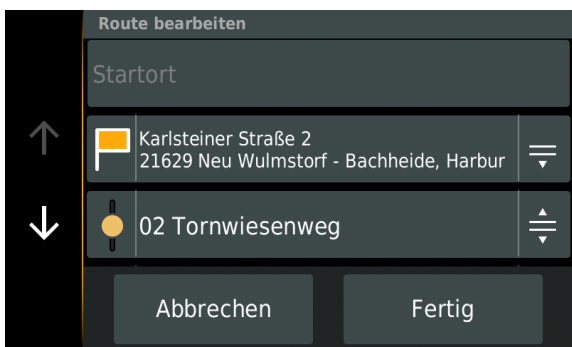 Route bearbeiten
Startort
Karlsteiner Straße 2
21629 Neu Wulmstorf - Bachheide, Harbur
02 Tornwiesenweg
Abbrechen
Fertig